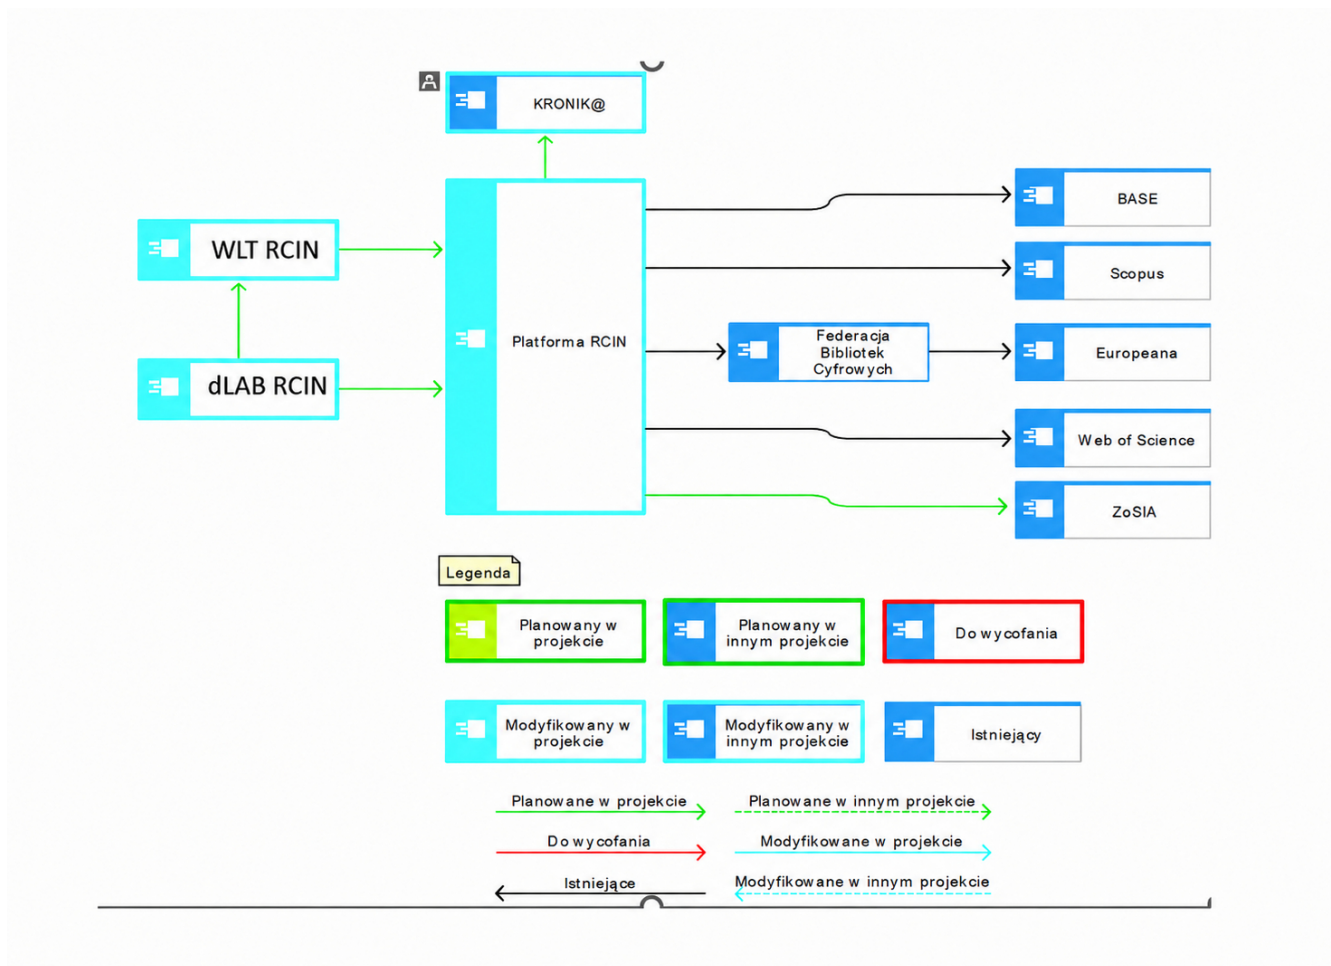 KRONIK@
WLT RCIN
dLAB RCIN
Platforma RCIN
BASE
Scopus
Federacja
Bibliotek
Cyfrowych
Europeana
Web of Science
ZoSIA
Legenda
Planowany w
projekcie
Planowany w
innym projekcie
Do wycofania
Modyfikowany w
projekcie
Modyfikowany w
innym projekcie
Istniejący
Planowane w projekcie
Planowane w innym projekcie
Do wycofania
Modyfikowane w projekcie
Istniejące
Modyfikowane w innym projekcie